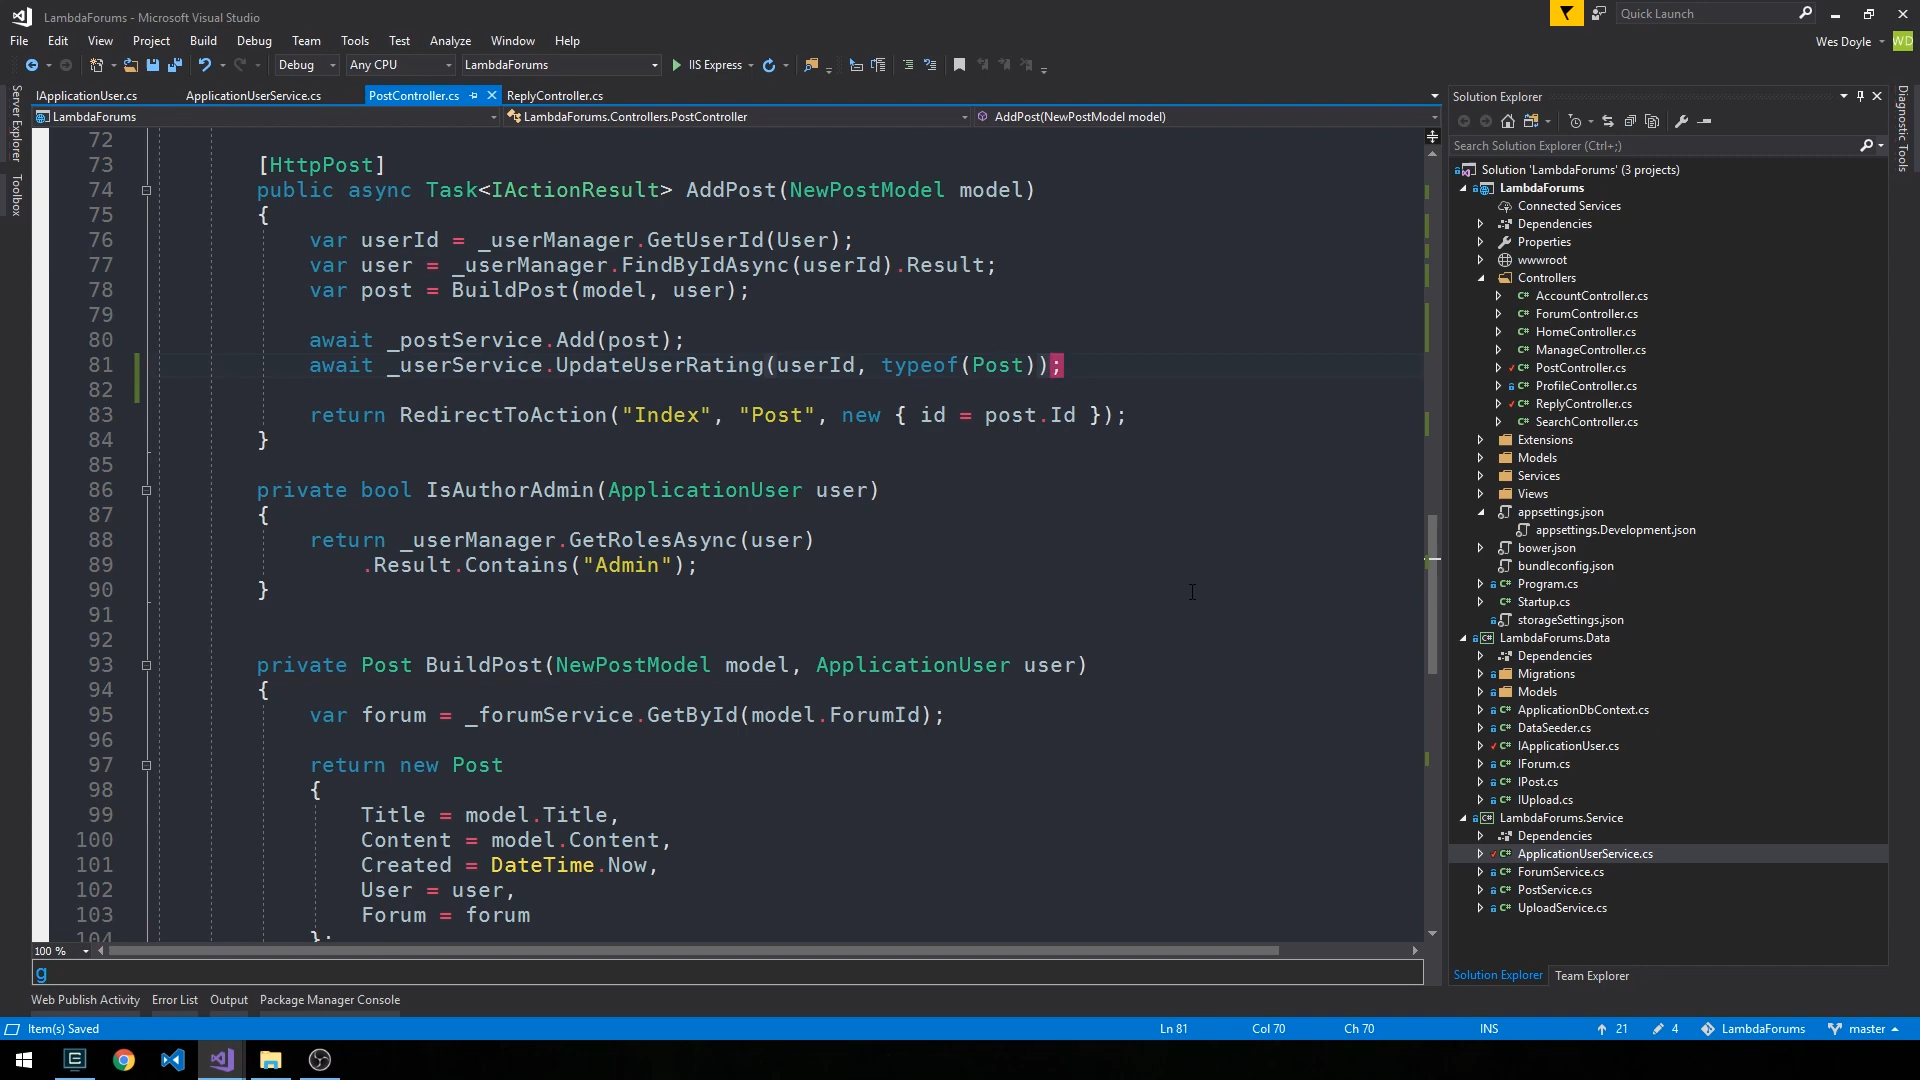 LambdaForums - Microsoft Visual Studio
Quick Launch
File Edit View Project Build Debug Team Tools Test Analyze Window Help
Wes Doyle WD
Debug Any CPU LambdaForums IIS Express
IApplicationUser.cs ApplicationUserService.cs PostController.cs ReplyController.cs
LambdaForums LambdaForums.Controllers.PostController AddPost(NewPostModel model)
Server Explorer
Toolbox
72
73 [HttpPost]
74 public async Task<IActionResult> AddPost(NewPostModel model)
75 {
76 var userId = _userManager.GetUserId(User);
77 var user = _userManager.FindByIdAsync(userId).Result;
78 var post = BuildPost(model, user);
79
80 await _postService.Add(post);
81 await _userService.UpdateUserRating(userId, typeof(Post));
82
83 return RedirectToAction("Index", "Post", new { id = post.Id });
84 }
85
86 private bool IsAuthorAdmin(ApplicationUser user)
87 {
88 return _userManager.GetRolesAsync(user)
89 .Result.Contains("Admin");
90 }
91
92
93 private Post BuildPost(NewPostModel model, ApplicationUser user)
94 {
95 var forum = _forumService.GetById(model.ForumId);
96
97 return new Post
98 {
99 Title = model.Title,
100 Content = model.Content,
101 Created = DateTime.Now,
102 User = user,
103 Forum = forum
104 };
100 %
g
Web Publish Activity Error List Output Package Manager Console
Solution Explorer
Search Solution Explorer (Ctrl+;)
Solution 'LambdaForums' (3 projects)
LambdaForums
Connected Services
Dependencies
Properties
wwwroot
Controllers
C# AccountController.cs
C# ForumController.cs
C# HomeController.cs
C# ManageController.cs
C# PostController.cs
C# ProfileController.cs
C# ReplyController.cs
C# SearchController.cs
Extensions
Models
Services
Views
appsettings.json
appsettings.Development.json
bower.json
bundleconfig.json
C# Program.cs
C# Startup.cs
storageSettings.json
C# LambdaForums.Data
Dependencies
Migrations
Models
C# ApplicationDbContext.cs
C# DataSeeder.cs
C# IApplicationUser.cs
C# IForum.cs
C# IPost.cs
C# IUpload.cs
C# LambdaForums.Service
Dependencies
C# ApplicationUserService.cs
C# ForumService.cs
C# PostService.cs
C# UploadService.cs
Solution Explorer Team Explorer
Diagnostic Tools
Item(s) Saved Ln 81 Col 70 Ch 70 INS 21 4 LambdaForums master